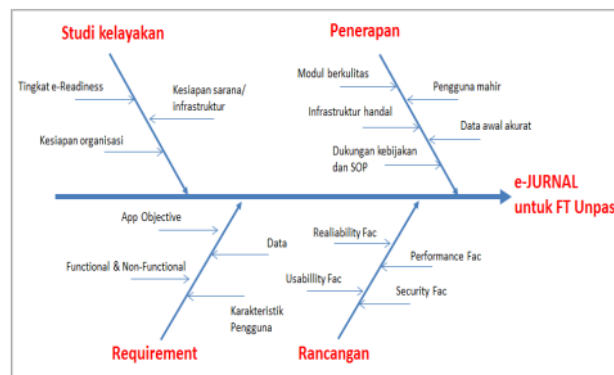 Studi kelayakan
Penerapan
Tingkat e-Readiness
Kesiapan sarana/
infrastruktur
Kesiapan organisasi
Modul berkulitas
Pengguna mahir
Infrastruktur handal
Data awal akurat
Dukungan kebijakan
dan SOP
e-JURNAL
untuk FT Unpas
App Objective
Data
Functional & Non-Functional
Karakteristik
Pengguna
Realiability Fac
Performance Fac
Usabillity Fac
Security Fac
Requirement
Rancangan